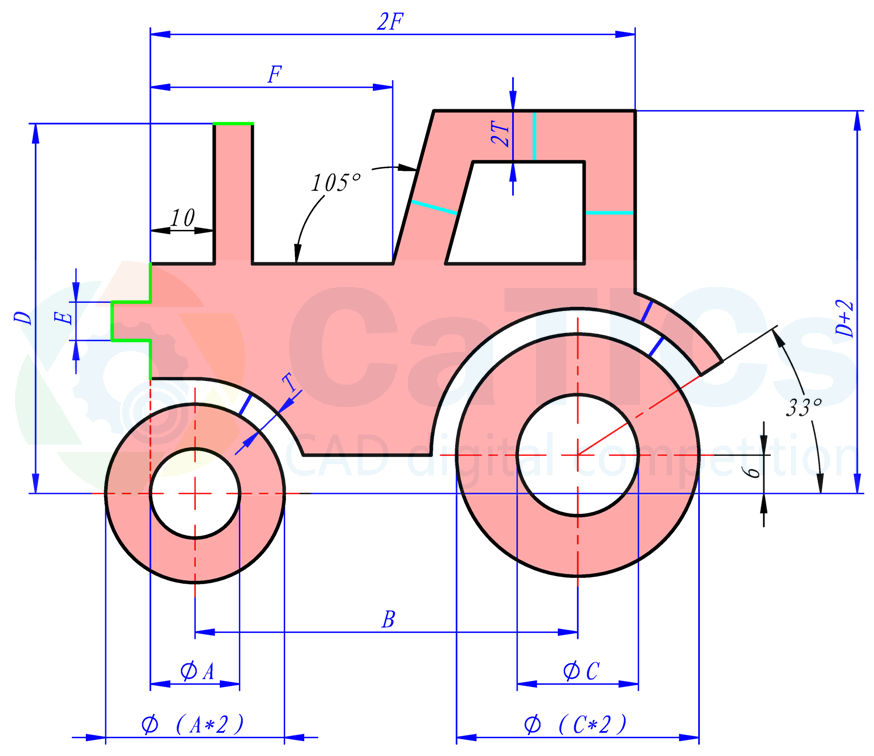 2F
F
2T
105°
10
D
E
D+2
T
33°
6
B
ϕA
ϕC
ϕ (A*2)
ϕ (C*2)
CaTICs
CAD digital competition